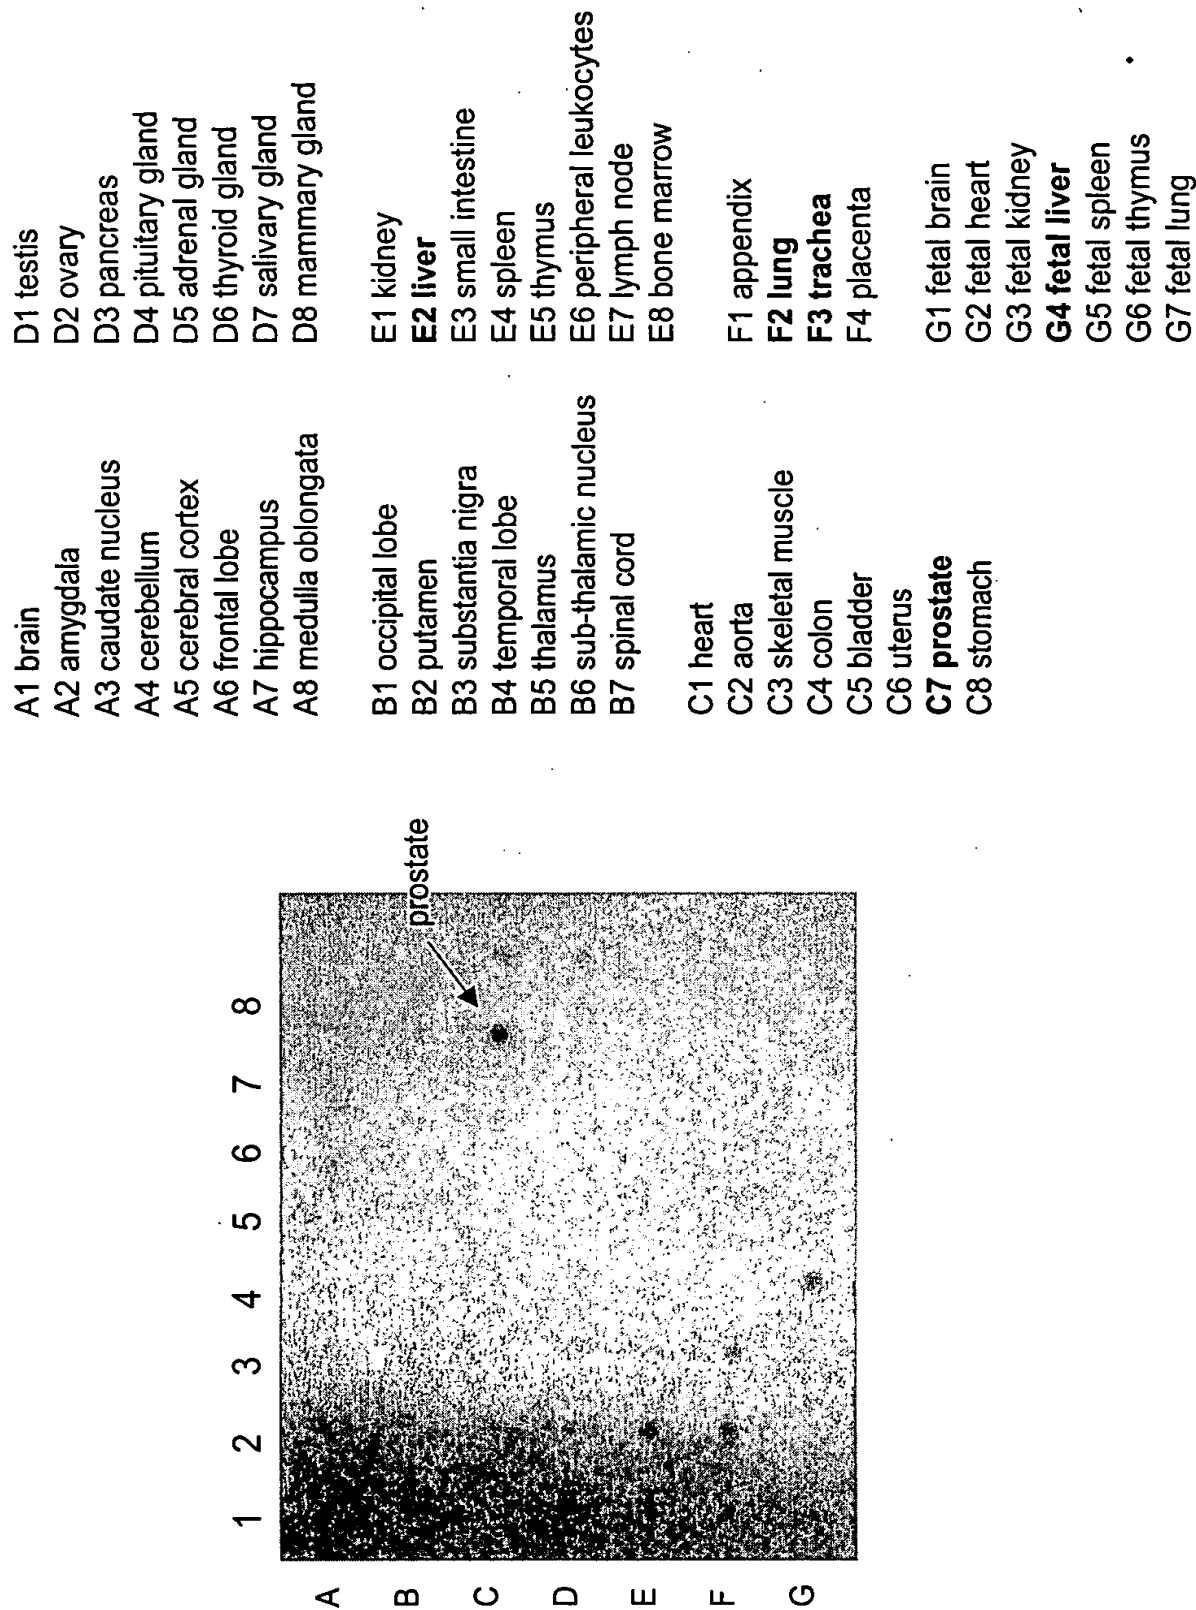 1 2 3 4 5 6 7 8
A
B
C
D
E
F
G
prostate
A1 brain
A2 amygdala
A3 caudate nucleus
A4 cerebellum
A5 cerebral cortex
A6 frontal lobe
A7 hippocampus
A8 medulla oblongata
B1 occipital lobe
B2 putamen
B3 substantia nigra
B4 temporal lobe
B5 thalamus
B6 sub-thalamic nucleus
B7 spinal cord
C1 heart
C2 aorta
C3 skeletal muscle
C4 colon
C5 bladder
C6 uterus
C7 prostate
C8 stomach
D1 testis
D2 ovary
D3 pancreas
D4 pituitary gland
D5 adrenal gland
D6 thyroid gland
D7 salivary gland
D8 mammary gland
E1 kidney
E2 liver
E3 small intestine
E4 spleen
E5 thymus
E6 peripheral leukocytes
E7 lymph node
E8 bone marrow
F1 appendix
F2 lung
F3 trachea
F4 placenta
G1 fetal brain
G2 fetal heart
G3 fetal kidney
G4 fetal liver
G5 fetal spleen
G6 fetal thymus
G7 fetal lung